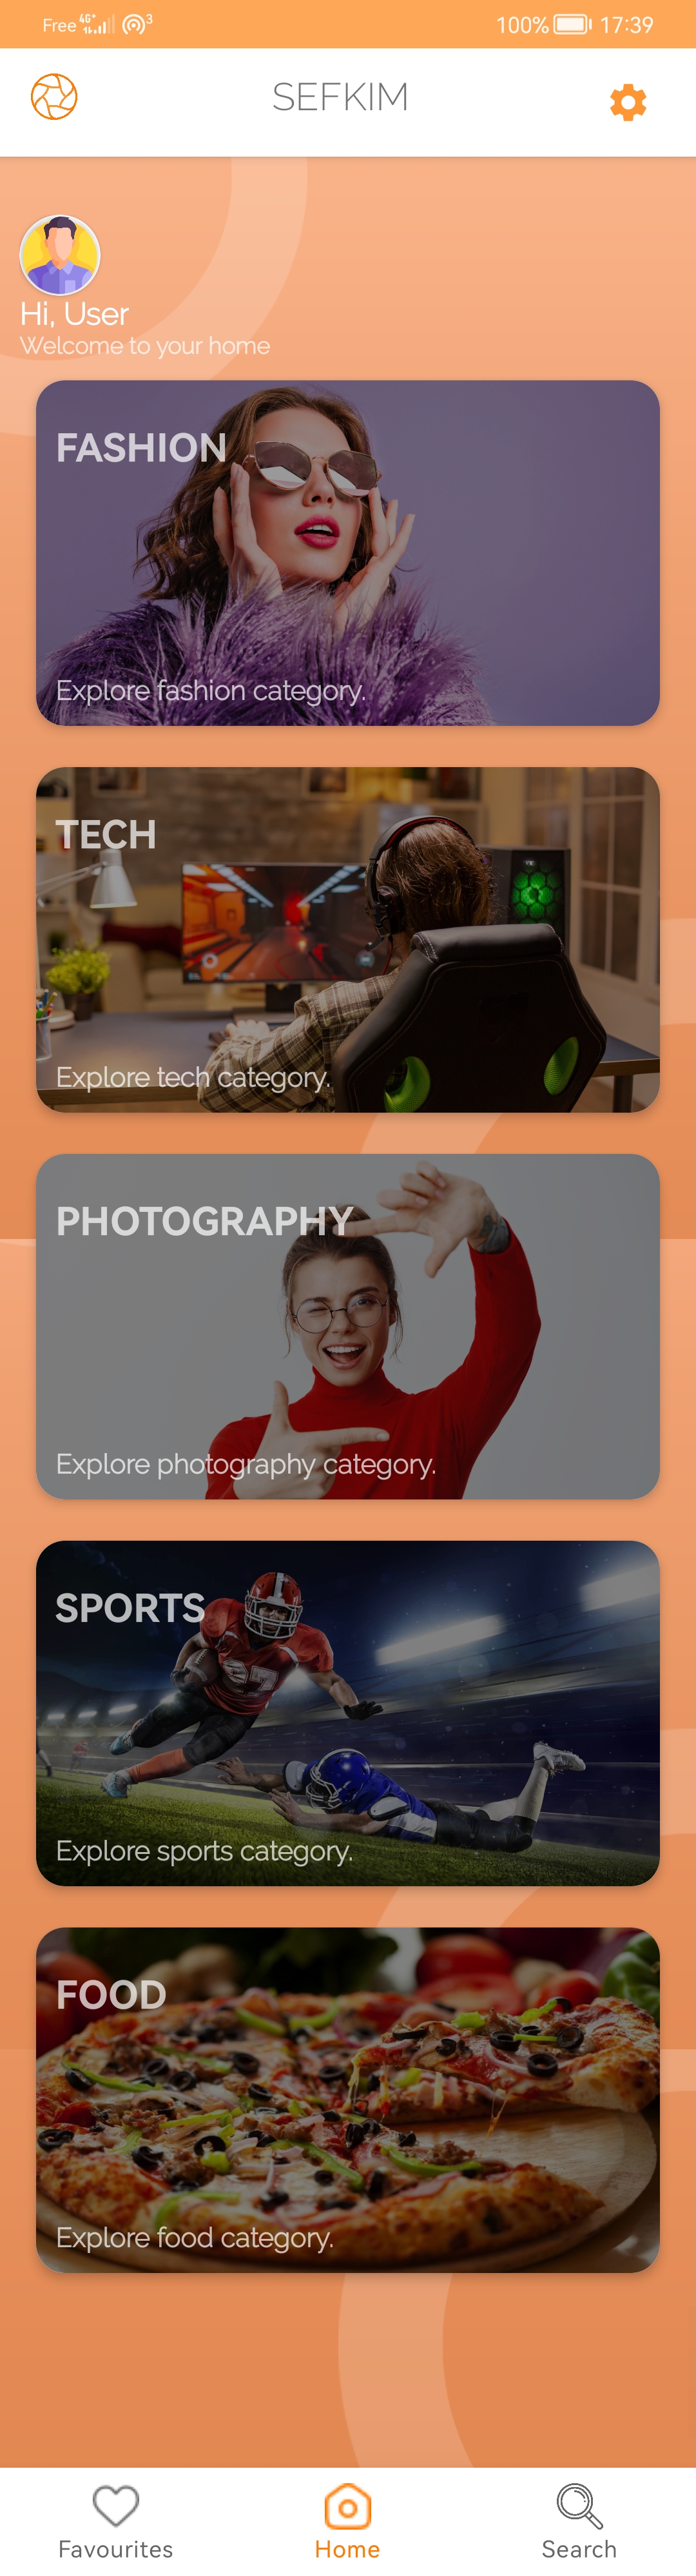 Free 4G+ 3 100% 17:39
SEFKIM
Hi, User
Welcome to your home
FASHION
Explore fashion category.
TECH
Explore tech category.
PHOTOGRAPHY
Explore photography category.
SPORTS
Explore sports category.
FOOD
Explore food category.
Favourites Home Search